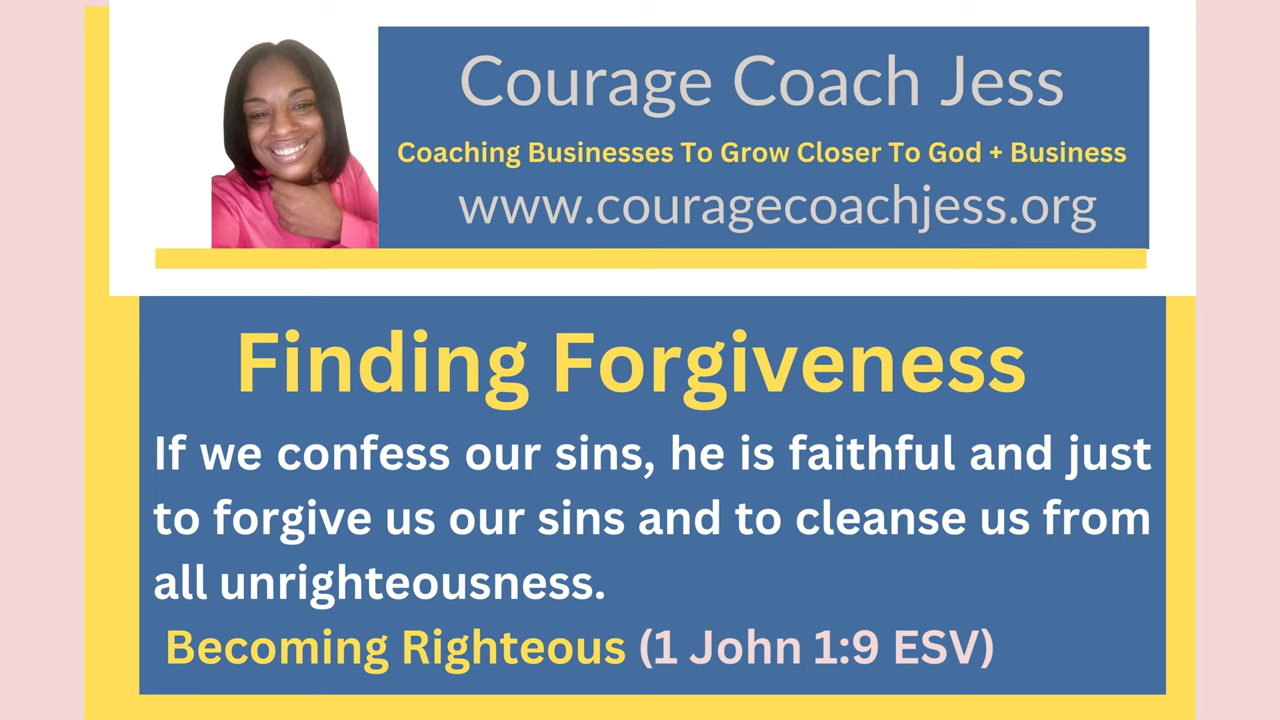 Courage Coach Jess
Coaching Businesses To Grow Closer To God + Business
www.couragecoachjess.org
Finding Forgiveness
If we confess our sins, he is faithful and just
to forgive us our sins and to cleanse us from
all unrighteousness.
Becoming Righteous (1 John 1:9 ESV)